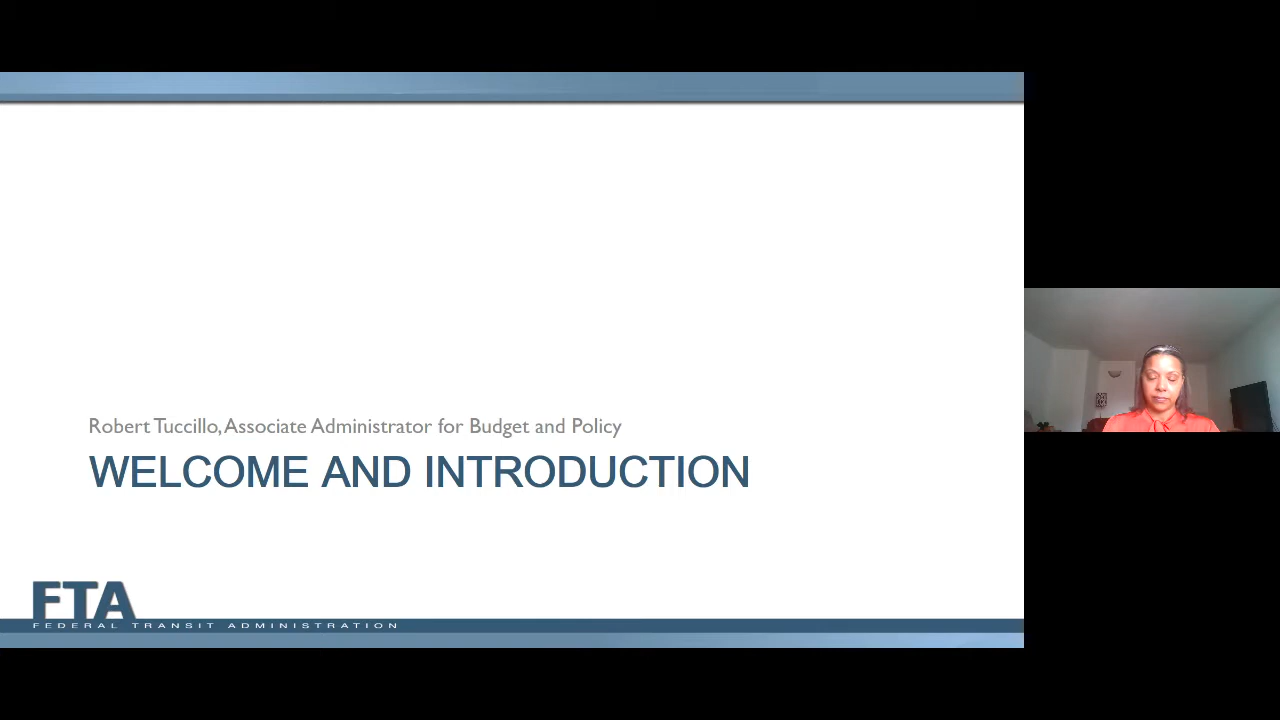 Robert Tuccillo, Associate Administrator for Budget and Policy
WELCOME AND INTRODUCTION
FTA
FEDERAL TRANSIT ADMINISTRATION